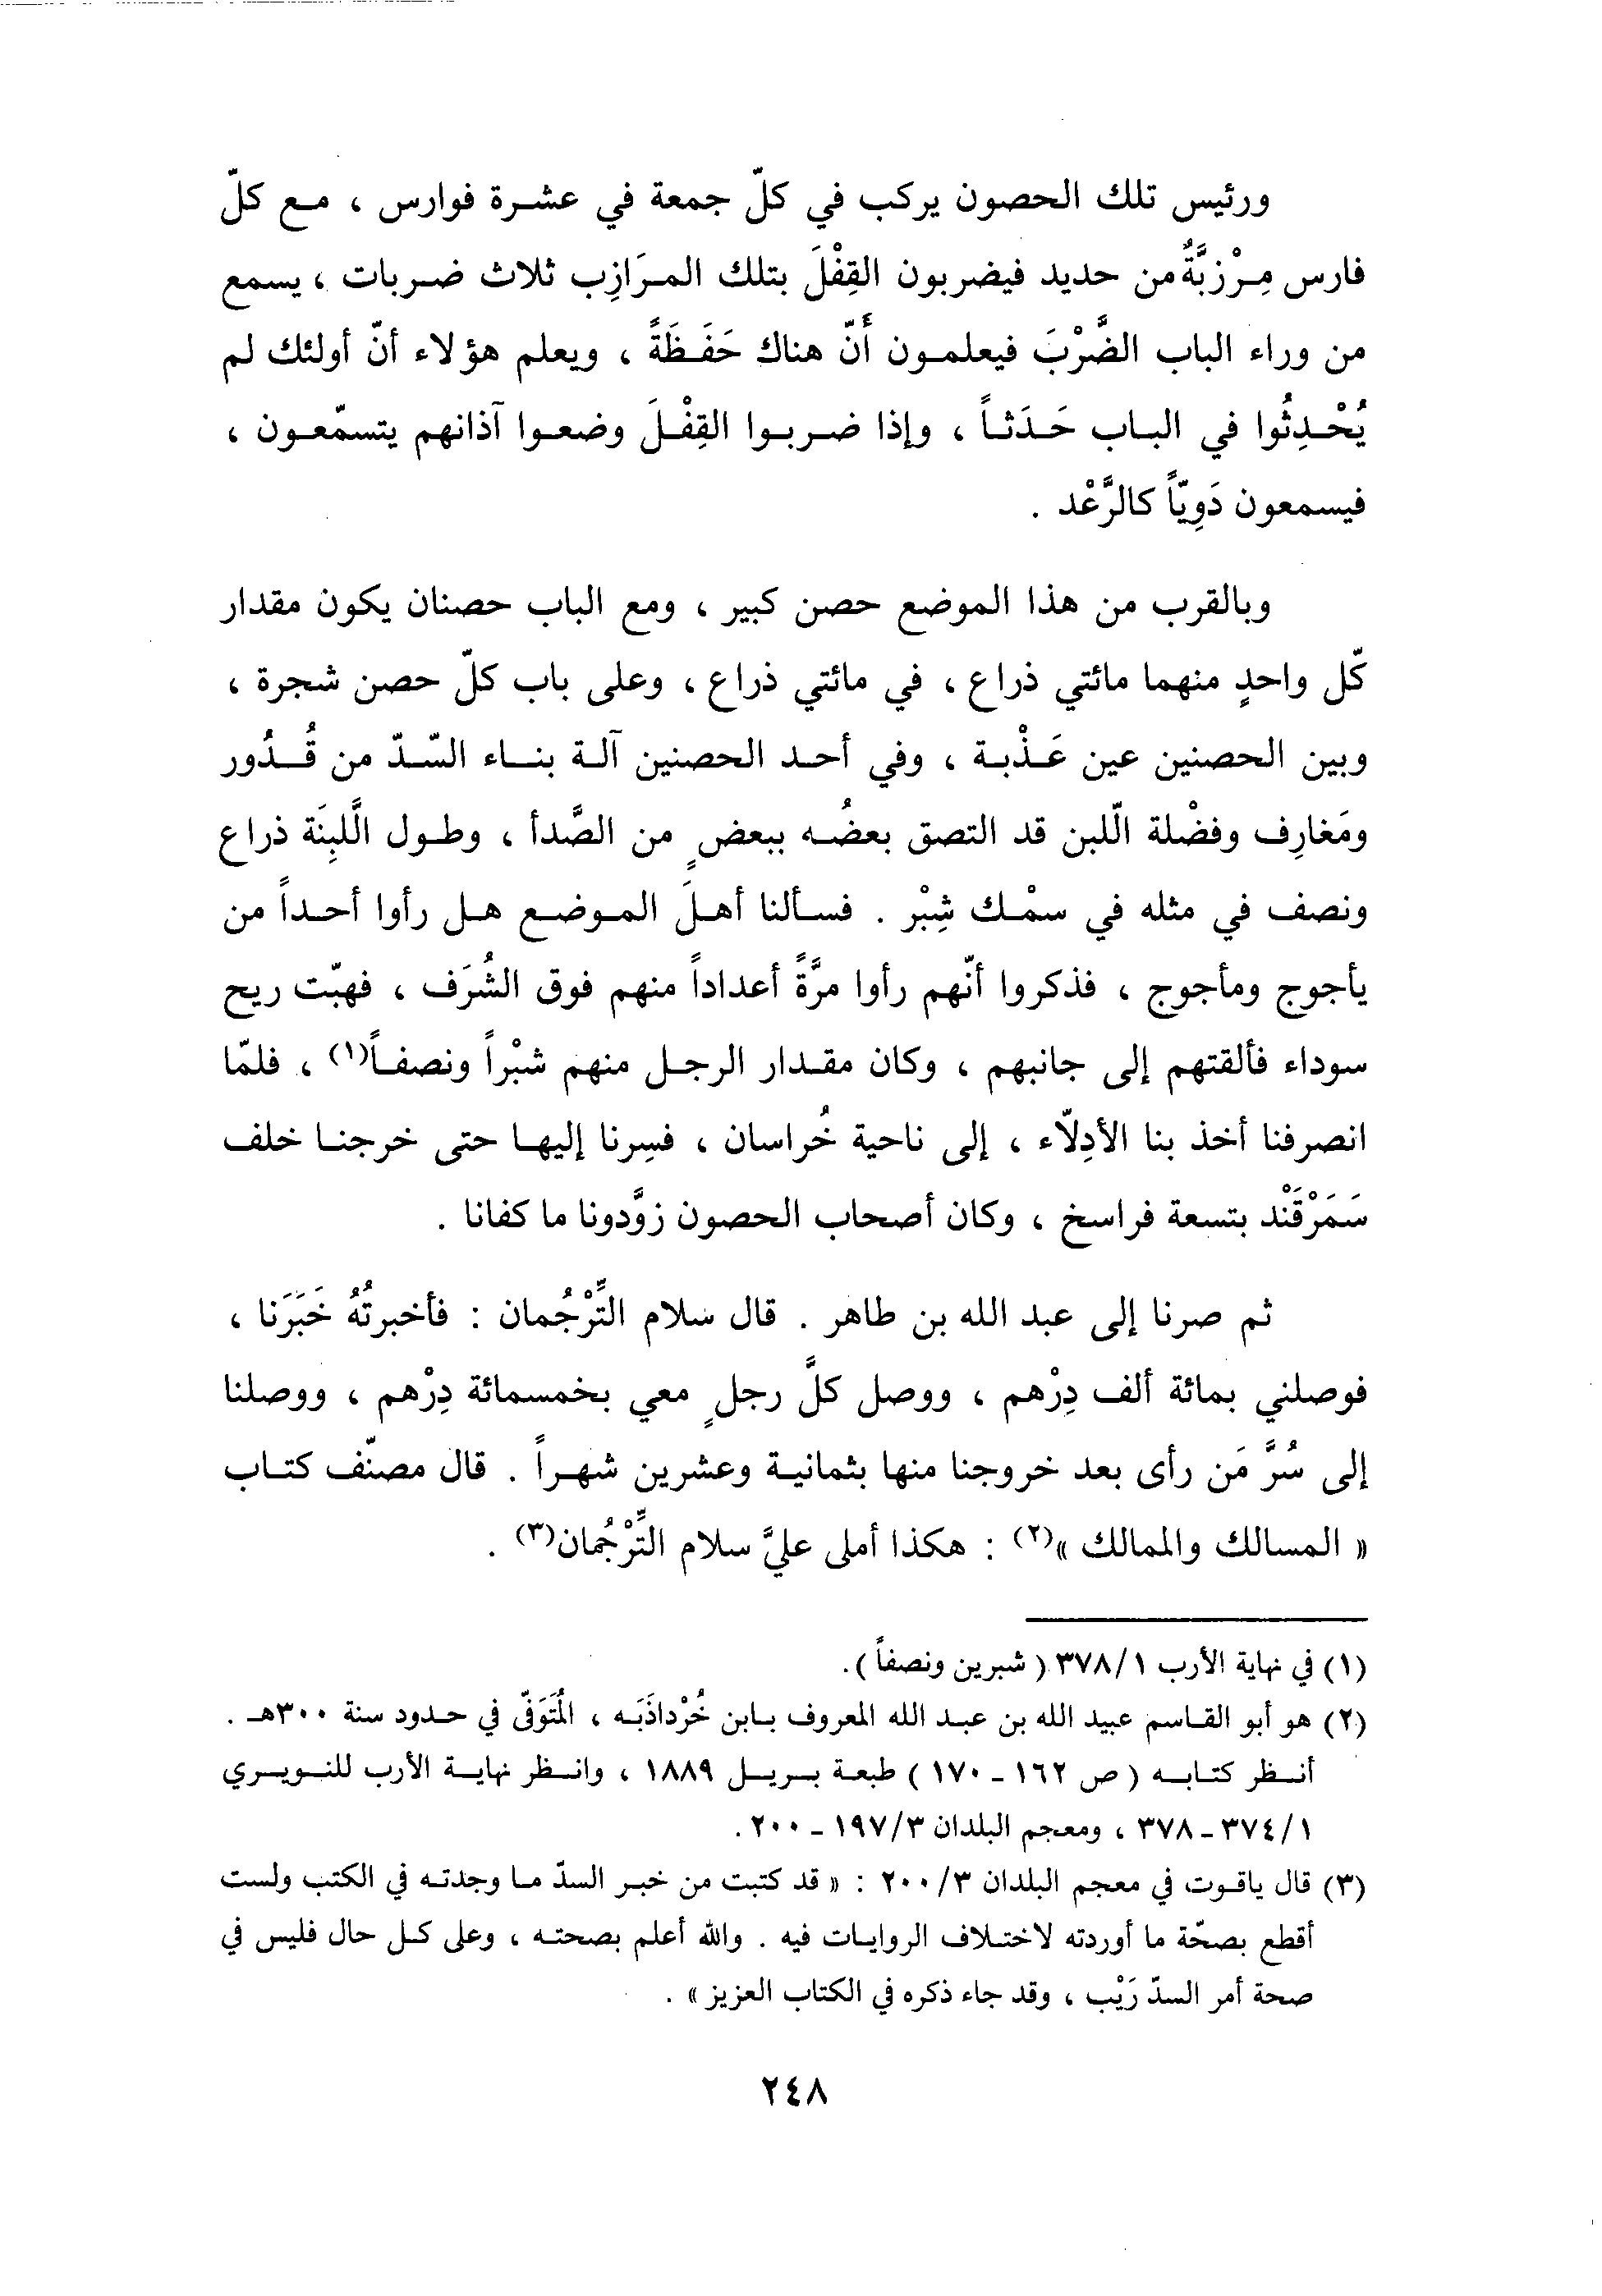 ورئيس تلك الحصون يركب في كلّ جمعة في عشرة فوارس ، مع كلّ
فارس مِرْزبَّةٌ من حديد فيضربون القِفْلَ بتلك المرَازِب ثلاث ضربات ، يسمع
من وراء الباب الضَّرْبَ فيعلمون أَنّ هناك حَفَظَةً ، ويعلم هؤلاء أنّ أولئك لم
يُحْدِثُوا في الباب حَدَثاً ، وإذا ضربوا القِفْلَ وضعوا آذانهم يتسمّعون ،
فيسمعون دَوِيّاً كالرَّعْد .
وبالقرب من هذا الموضع حصن كبير ، ومع الباب حصنان يكون مقدار
كّل واحدٍ منهما مائتي ذراع ، في مائتي ذراع ، وعلى باب كلّ حصن شجرة ،
وبين الحصنين عين عَذْبة ، وفي أحد الحصنين آلة بناء السّدّ من قُدُور
ومَغارِف وفضْلة الّلبن قد التصق بعضُه ببعضٍ من الصَّدأ ، وطول الَّلبِنَة ذراع
ونصف في مثله في سمْك شِبْر . فسألنا أهلَ الموضع هل رأوا أحداً من
يأجوج ومأجوج ، فذكروا أنّهم رأوا مرَّةً أعداداً منهم فوق الشُرَف ، فهبّت ريح
سوداء فألقتهم إلى جانبهم ، وكان مقدار الرجل منهم شبْراً ونصفاً(١) ، فلمّا
انصرفنا أخذ بنا الأدِلّاء ، إلى ناحية خُراسان ، فسِرنا إليها حتى خرجنا خلف
سَمَرْقَنْد بتسعة فراسخ ، وكان أصحاب الحصون زوَّدونا ما كفانا .
ثم صرنا إلى عبد الله بن طاهر . قال سلام التِّرْجُمان : فأخبرتُهُ خَبَرَنا ،
فوصلني بمائة ألف دِرْهم ، ووصل كلَّ رجلٍ معي بخمسمائة دِرْهم ، ووصلنا
إلى سُرَّ مَن رأى بعد خروجنا منها بثمانية وعشرين شهراً . قال مصنّف كتاب
« المسالك والممالك »(٢) : هكذا أملى عليَّ سلام التِّرْجُمان(٣) .
(١) في نهاية الأرب ٣٧٨/١ ( شبرين ونصفاً ).
(٢) هو أبو القاسم عبيد الله بن عبد الله المعروف بابن خُرْداذَبَه ، المُتَوَفّى في حدود سنة ٣٠٠هـ .
أنظر كتابه ( ص ١٦٢ - ١٧٠ ) طبعة بريل ١٨٨٩ ، وانظر نهاية الأرب للنويري
٣٧٤/١ - ٣٧٨ ، ومعجم البلدان ١٩٧/٣ - ٢٠٠ .
(٣) قال ياقوت في معجم البلدان ٢٠٠/٣ : « قد كتبت من خبر السدّ ما وجدته في الكتب ولست
أقطع بصحّة ما أوردته لاختلاف الروايات فيه . والله أعلم بصحته ، وعلى كل حال فليس في
صحة أمر السدّ رَيْب ، وقد جاء ذكره في الكتاب العزيز » .
٢٤٨